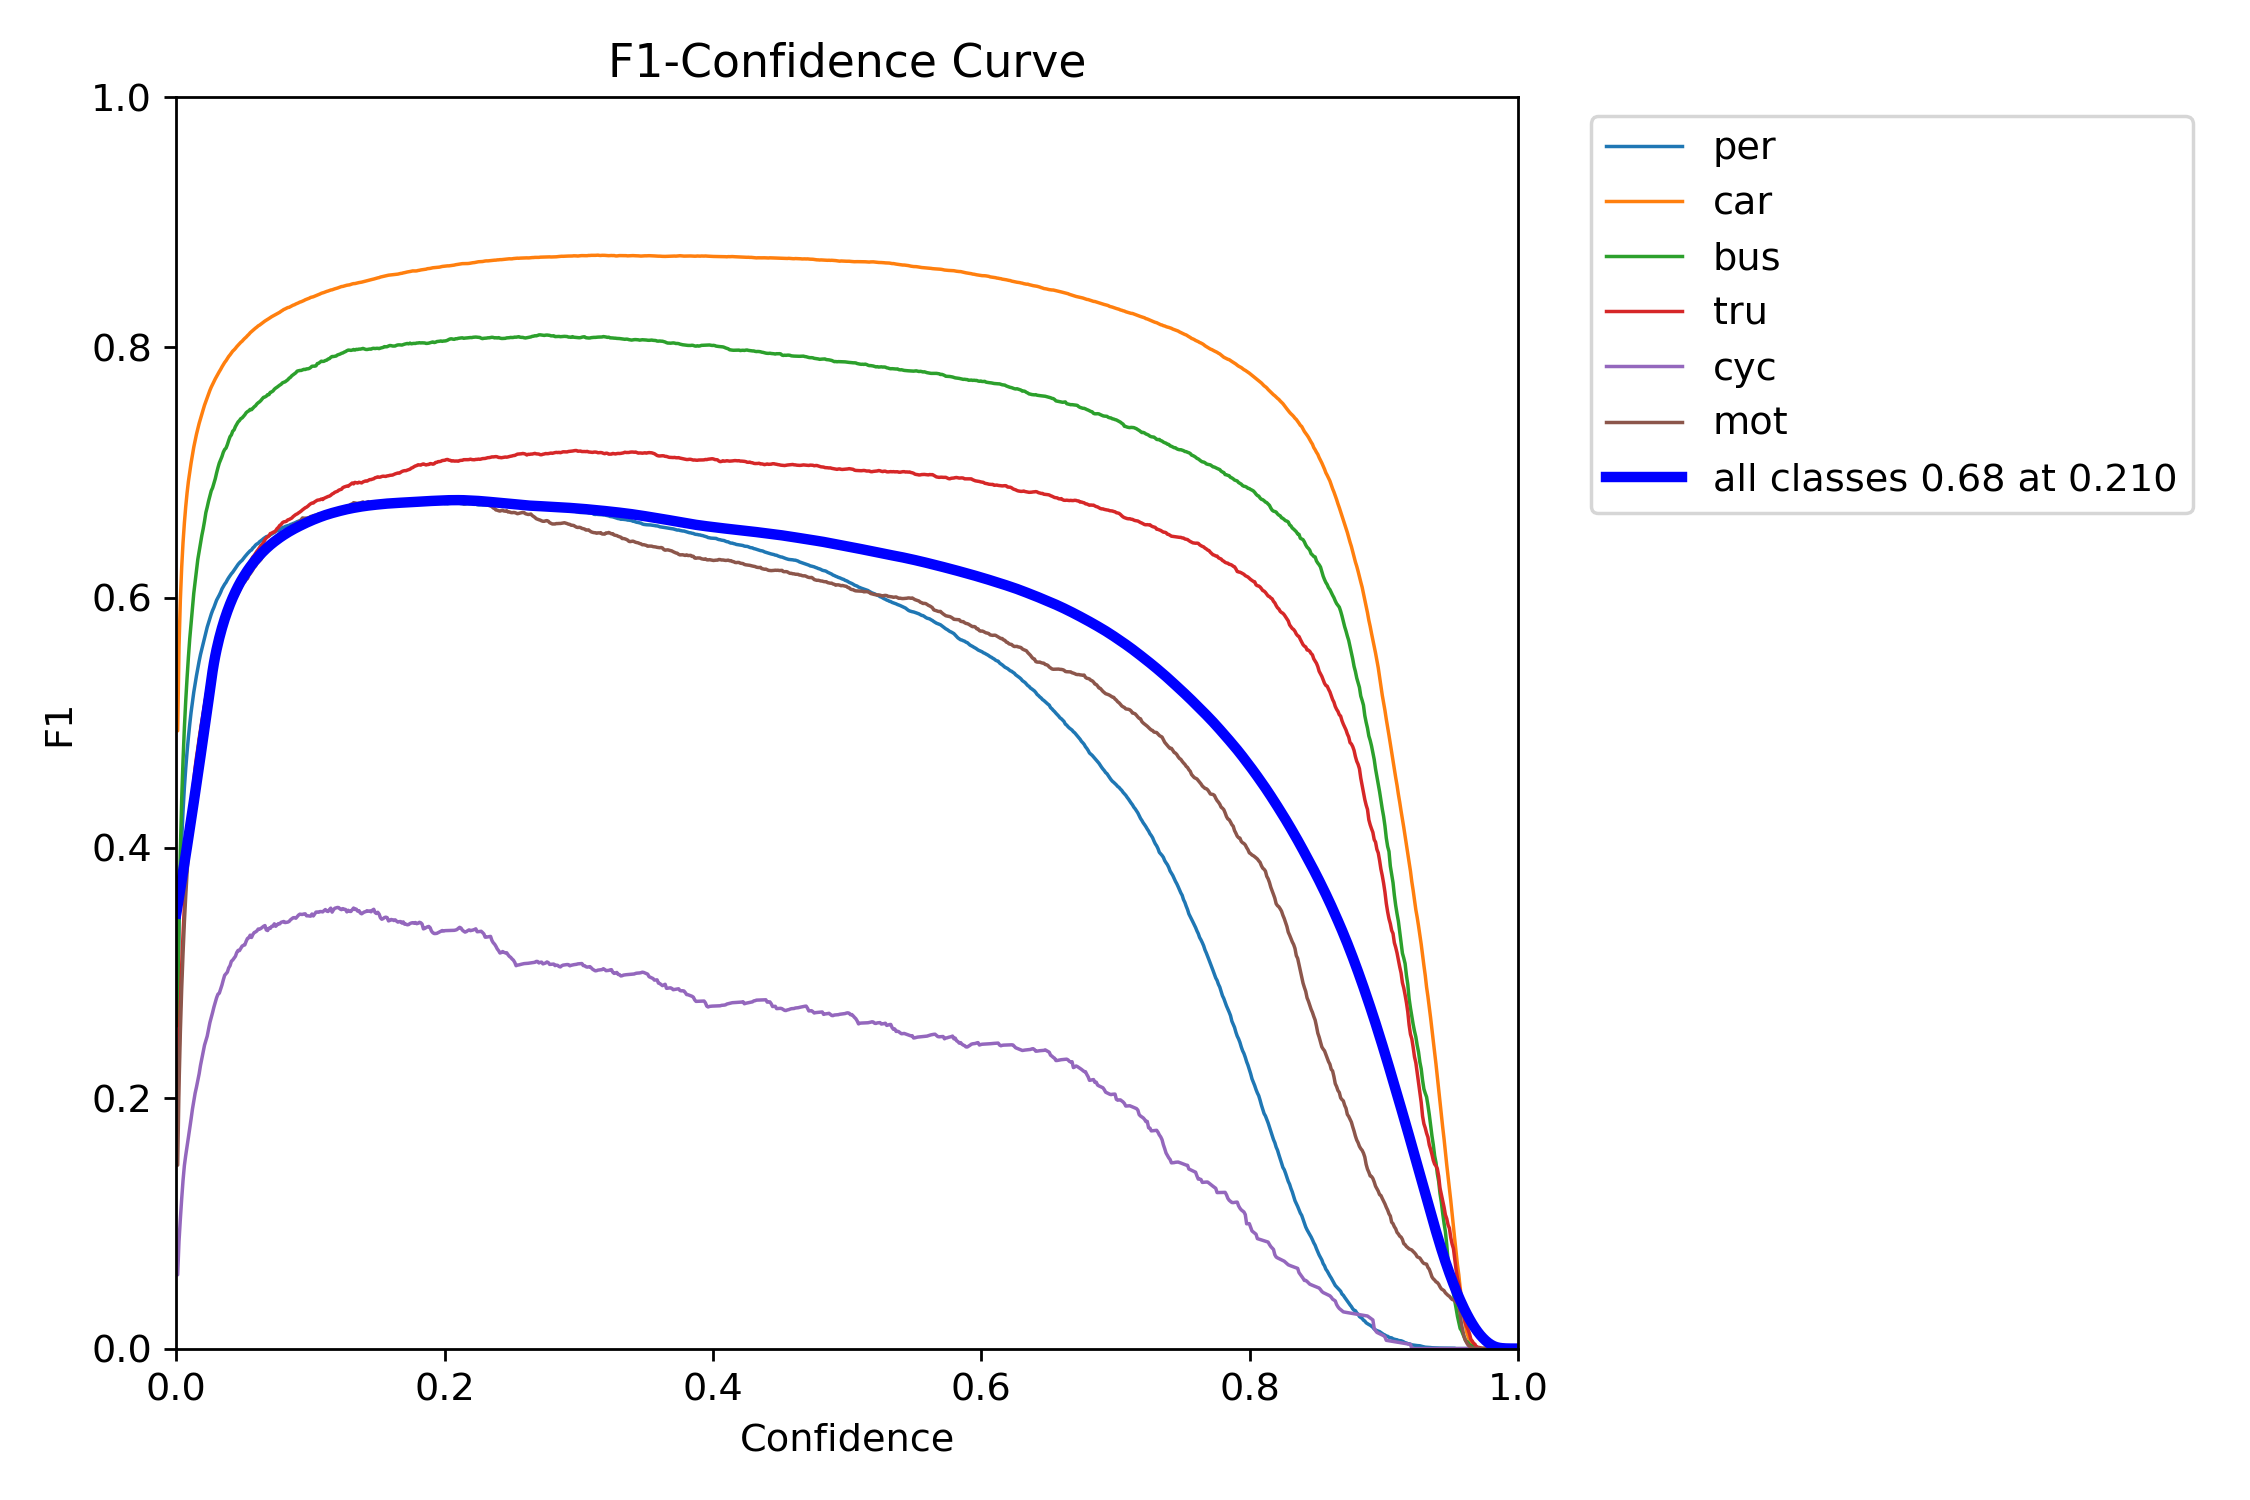 F1-Confidence Curve
1.0
0.8
0.6
0.4
0.2
0.0
F1
0.0 0.2 0.4 0.6 0.8 1.0
Confidence
per
car
bus
tru
cyc
mot
all classes 0.68 at 0.210